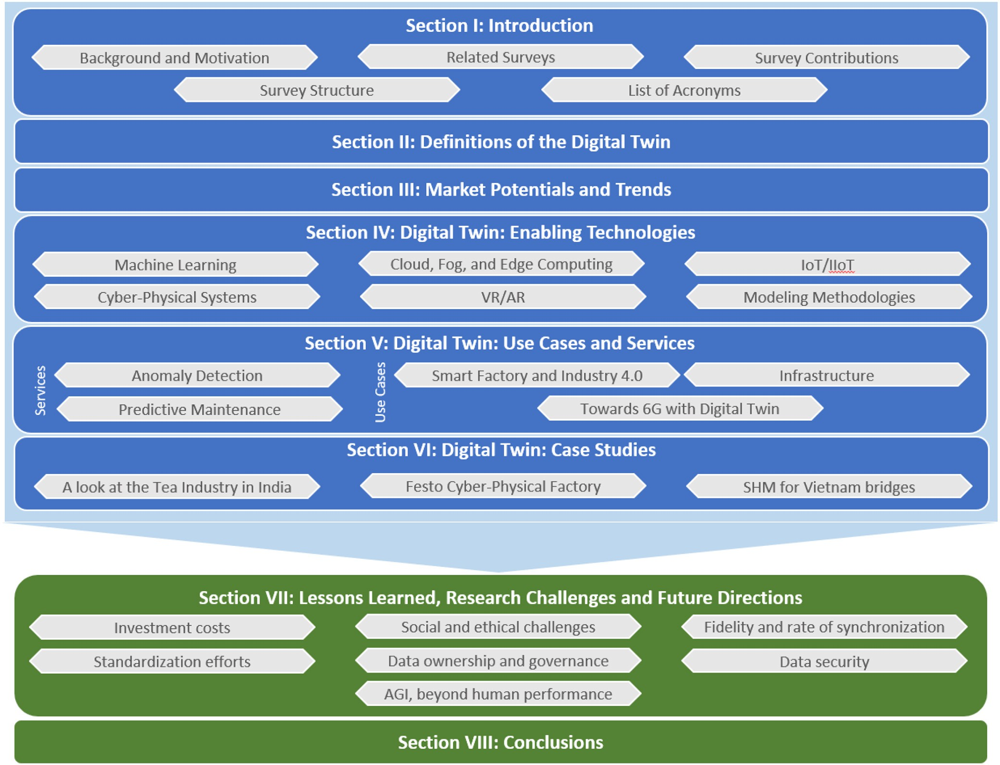 Section I: Introduction
Background and Motivation
Related Surveys
Survey Contributions
Survey Structure
List of Acronyms
Section II: Definitions of the Digital Twin
Section III: Market Potentials and Trends
Section IV: Digital Twin: Enabling Technologies
Machine Learning
Cloud, Fog, and Edge Computing
IoT/IIoT
Cyber-Physical Systems
VR/AR
Modeling Methodologies
Section V: Digital Twin: Use Cases and Services
Services
Anomaly Detection
Predictive Maintenance
Use Cases
Smart Factory and Industry 4.0
Infrastructure
Towards 6G with Digital Twin
Section VI: Digital Twin: Case Studies
A look at the Tea Industry in India
Festo Cyber-Physical Factory
SHM for Vietnam bridges
Section VII: Lessons Learned, Research Challenges and Future Directions
Investment costs
Social and ethical challenges
Fidelity and rate of synchronization
Standardization efforts
Data ownership and governance
Data security
AGI, beyond human performance
Section VIII: Conclusions